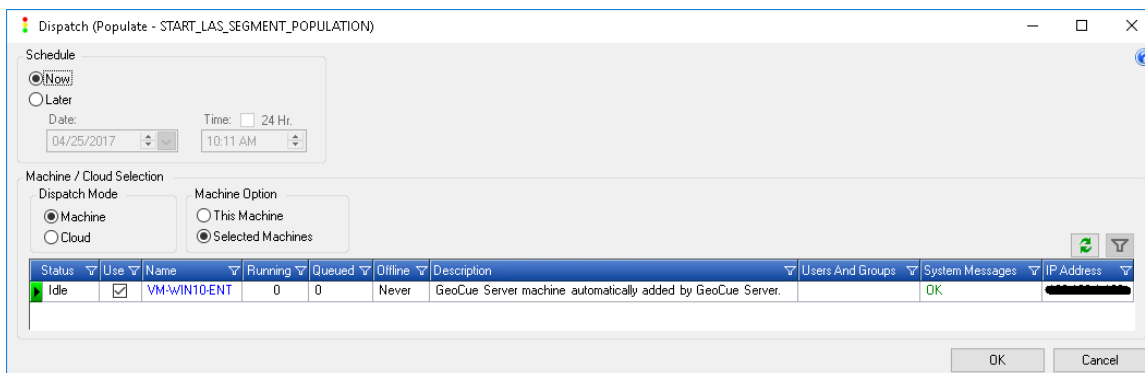 Dispatch (Populate - START_LAS_SEGMENT_POPULATION)
Schedule
Now
Later
Date: Time: 24 Hr.
04/25/2017 10:11 AM
Machine / Cloud Selection
Dispatch Mode Machine Option
Machine This Machine
Cloud Selected Machines
Status Use Name Running Queued Offline Description Users And Groups System Messages IP Address
Idle VM-WIN10-ENT 0 0 Never GeoCue Server machine automatically added by GeoCue Server. OK
OK Cancel